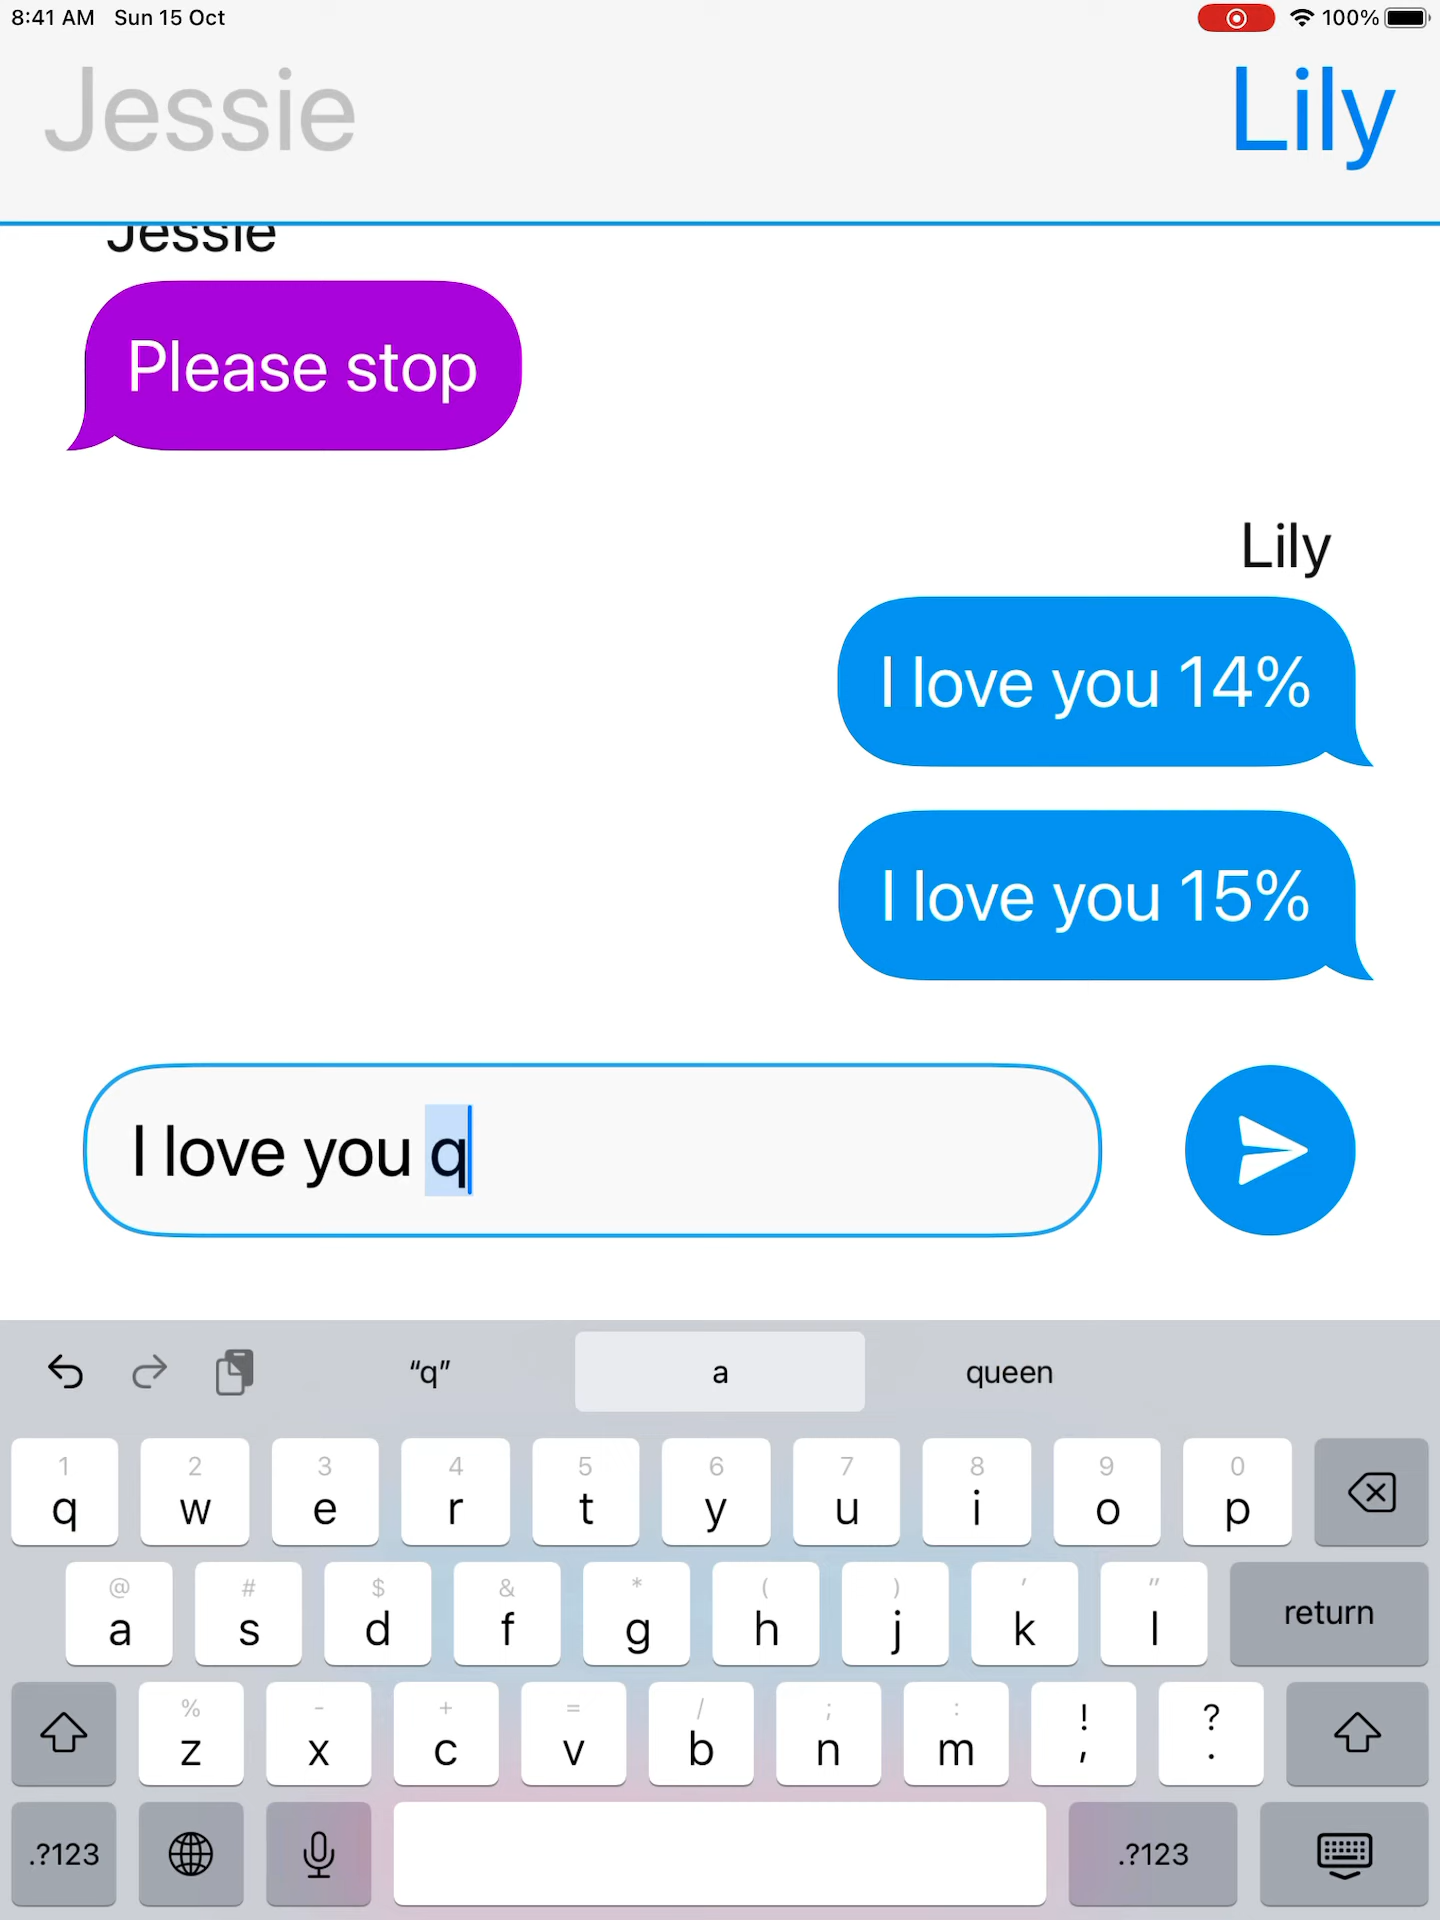 8:41 AM Sun 15 Oct 100%
Jessie Lily
Jessie
Please stop
Lily
I love you 14%
I love you 15%
I love you q
“q” a queen
1 2 3 4 5 6 7 8 9 0
q w e r t y u i o p
@ # $ & * ( ) ' "
a s d f g h j k l return
% - + = / ; : ! ?
z x c v b n m , .
.?123 .?123